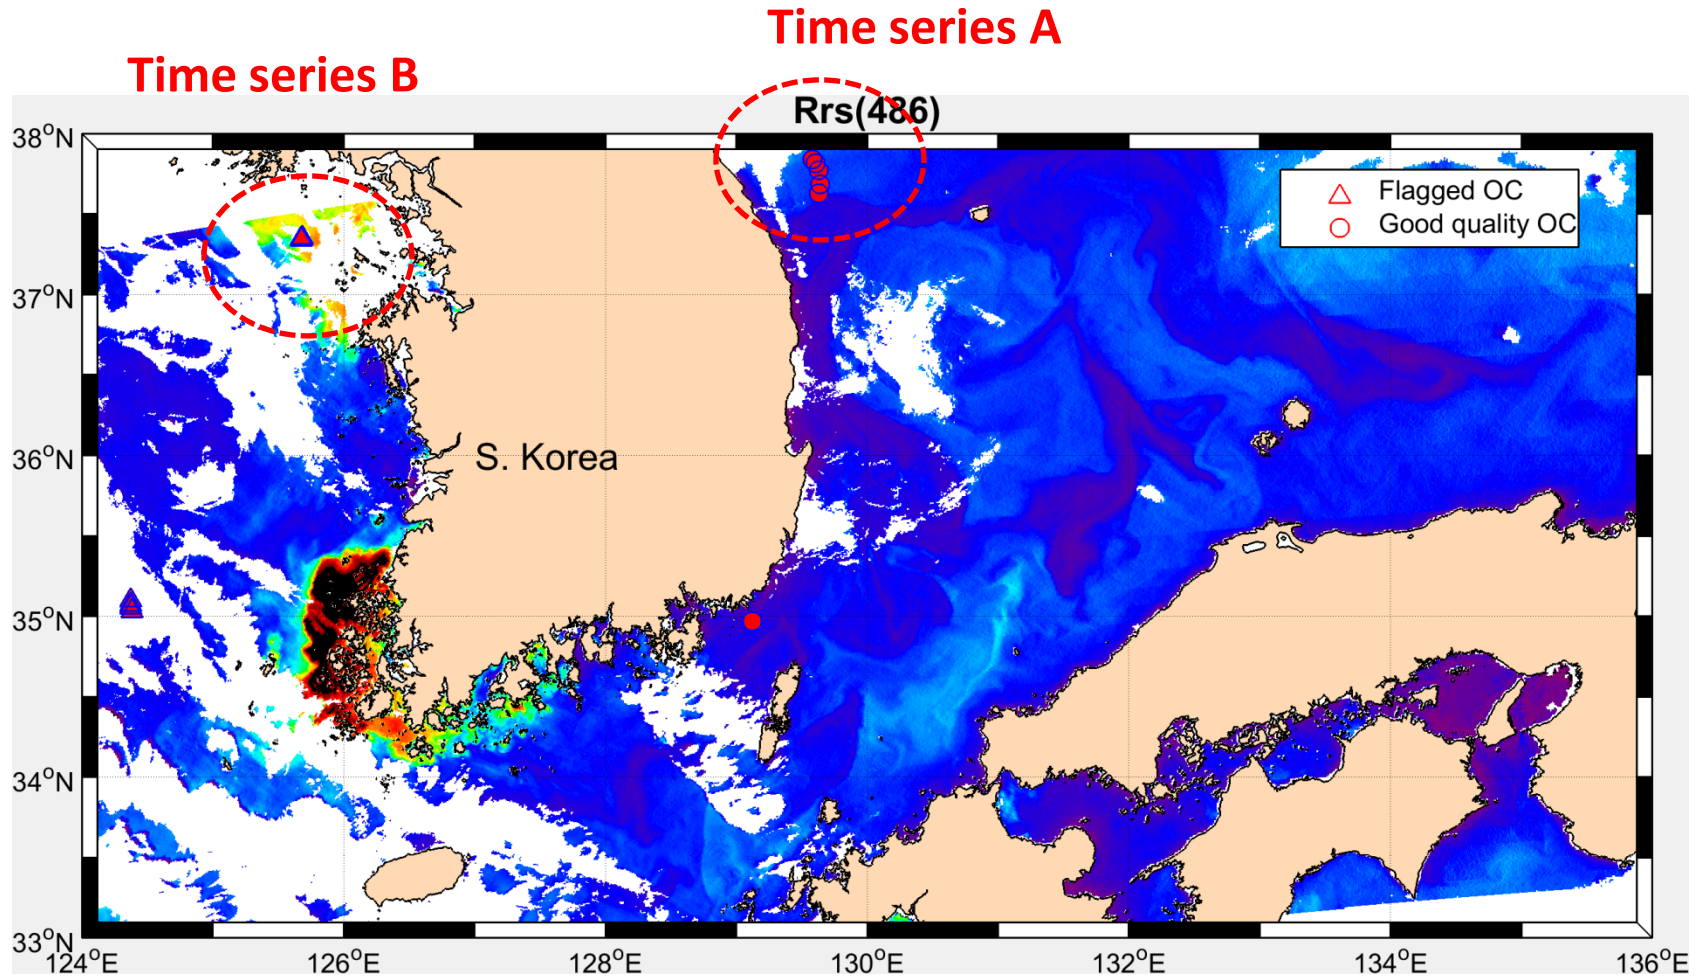 Time series A
Time series B
Rrs(486)
38°N
37°N
36°N
35°N
34°N
33°N
Flagged OC
Good quality OC
S. Korea
124°E 126°E 128°E 130°E 132°E 134°E 136°E